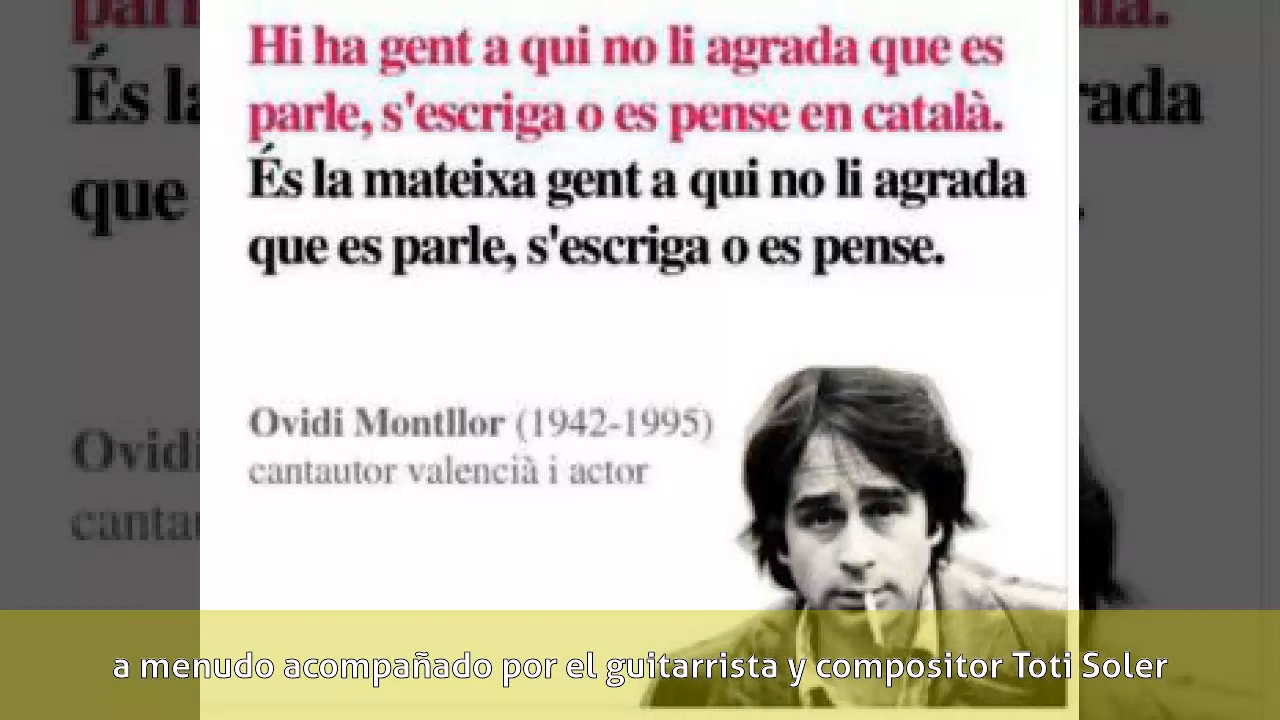 Hi ha gent a qui no li agrada que es
parle, s'escriga o es pense en català.
És la mateixa gent a qui no li agrada
que es parle, s'escriga o es pense.
Ovidi Montllor (1942-1995)
cantautor valencià i actor
a menudo acompañado por el guitarrista y compositor Toti Soler